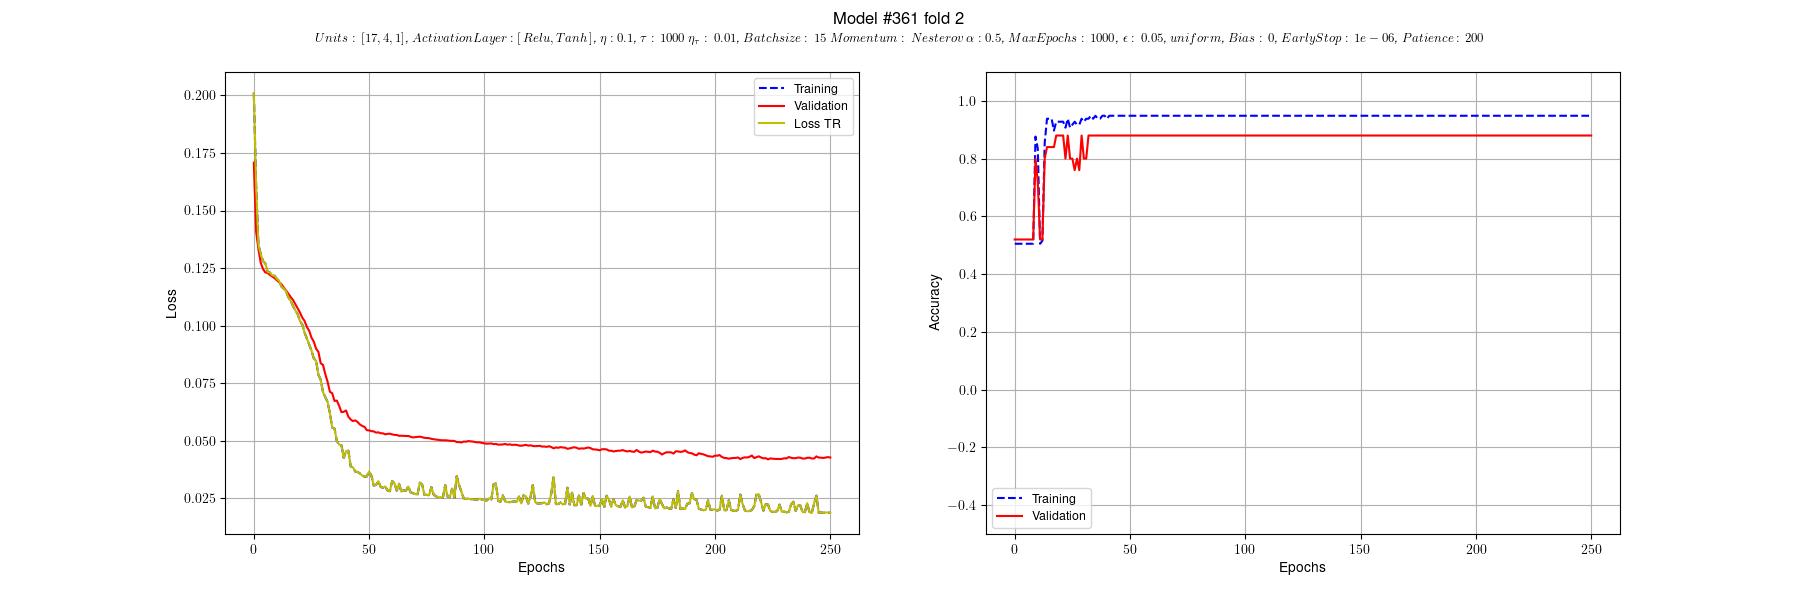 Model #361 fold 2
Units : [17, 4, 1], ActivationLayer : [ Relu, Tanh ], η : 0.1, τ : 1000 η_τ : 0.01, Batchsize : 15 Momentum : Nesterov α : 0.5, MaxEpochs : 1000, ϵ : 0.05, uniform, Bias : 0, EarlyStop : 1e − 06, Patience : 200
0.200
0.175
0.150
0.125
0.100
0.075
0.050
0.025
Loss
Training
Validation
Loss TR
0
50
100
150
200
250
Epochs
1.0
0.8
0.6
0.4
0.2
0.0
−0.2
−0.4
Accuracy
Training
Validation
0
50
100
150
200
250
Epochs